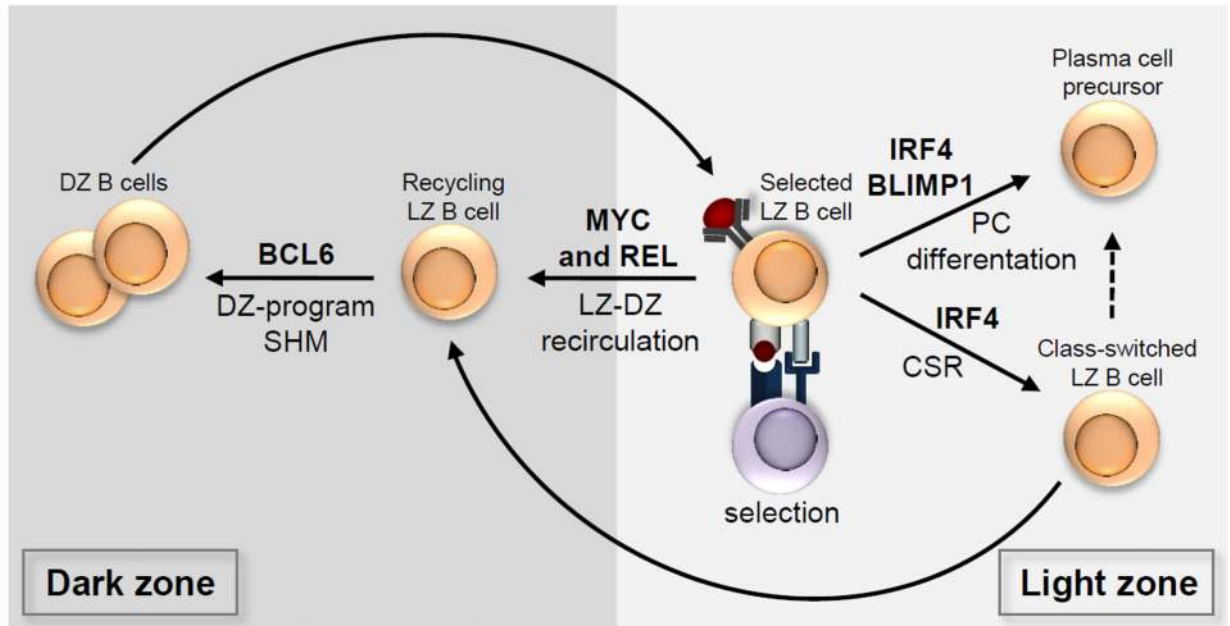 DZ B cells
BCL6
DZ-program
SHM
Recycling
LZ B cell
MYC
and REL
LZ-DZ
recirculation
Selected
LZ B cell
selection
IRF4
BLIMP1
PC
differentation
Plasma cell
precursor
IRF4
CSR
Class-switched
LZ B cell
Dark zone
Light zone